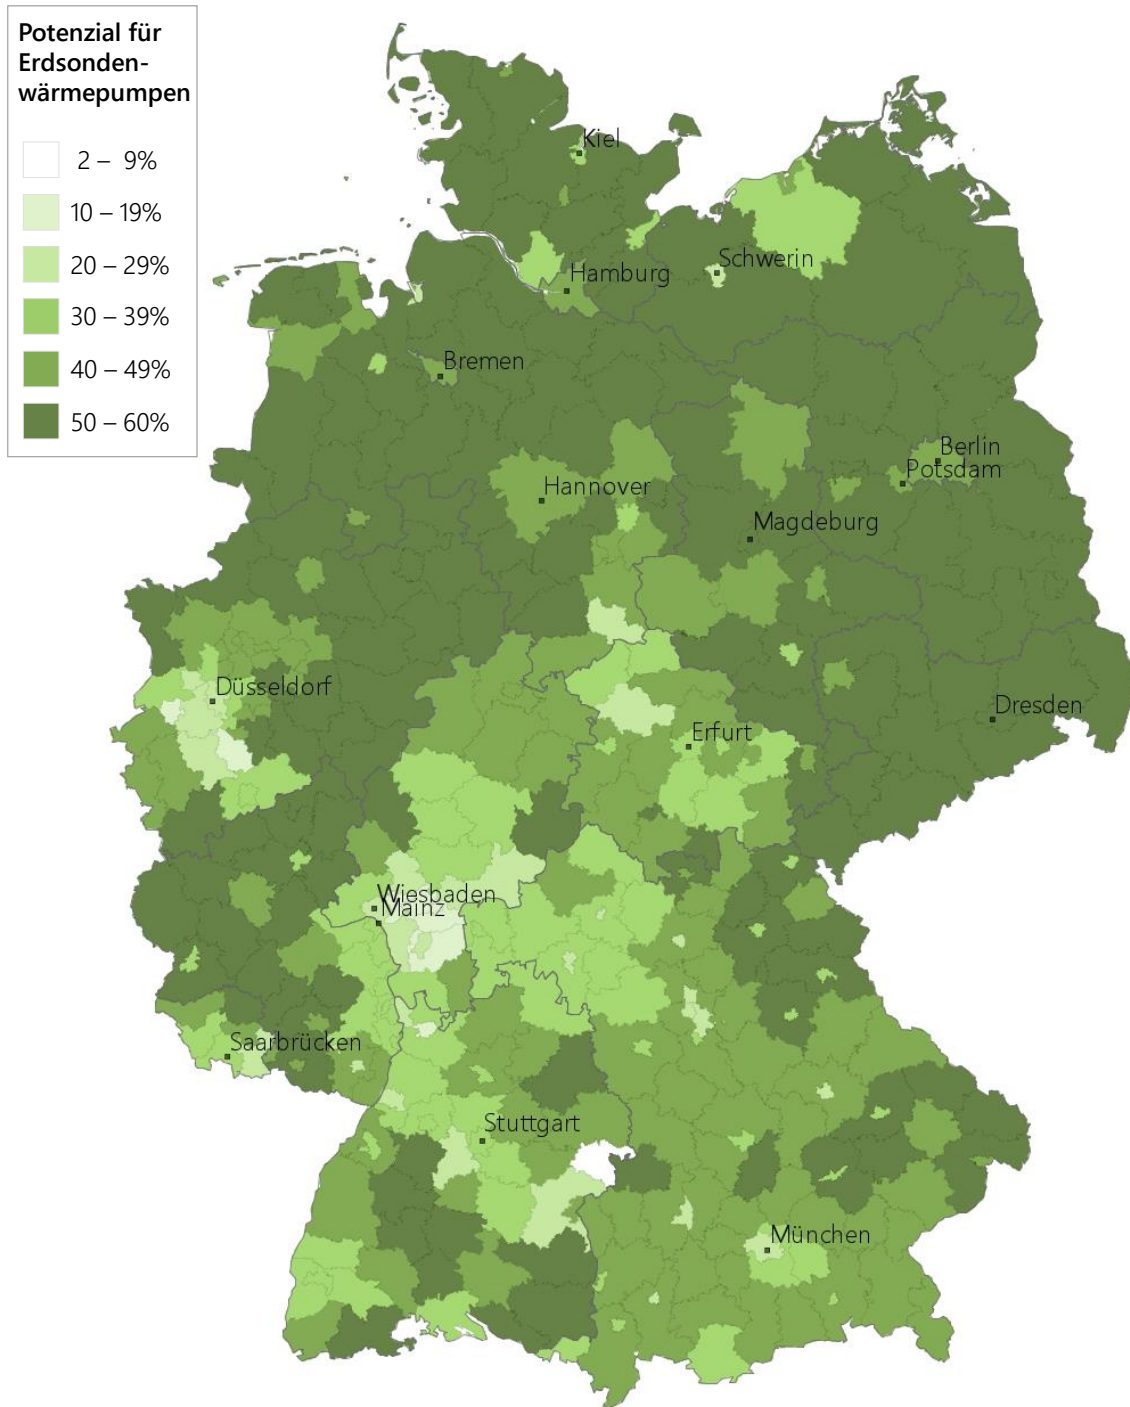 Potenzial für
Erdsonden-
wärmepumpen
2 – 9%
10 – 19%
20 – 29%
30 – 39%
40 – 49%
50 – 60%
Kiel
Schwerin
Hamburg
Bremen
Berlin
Potsdam
Hannover
Magdeburg
Düsseldorf
Dresden
Erfurt
Wiesbaden
Mainz
Saarbrücken
Stuttgart
München